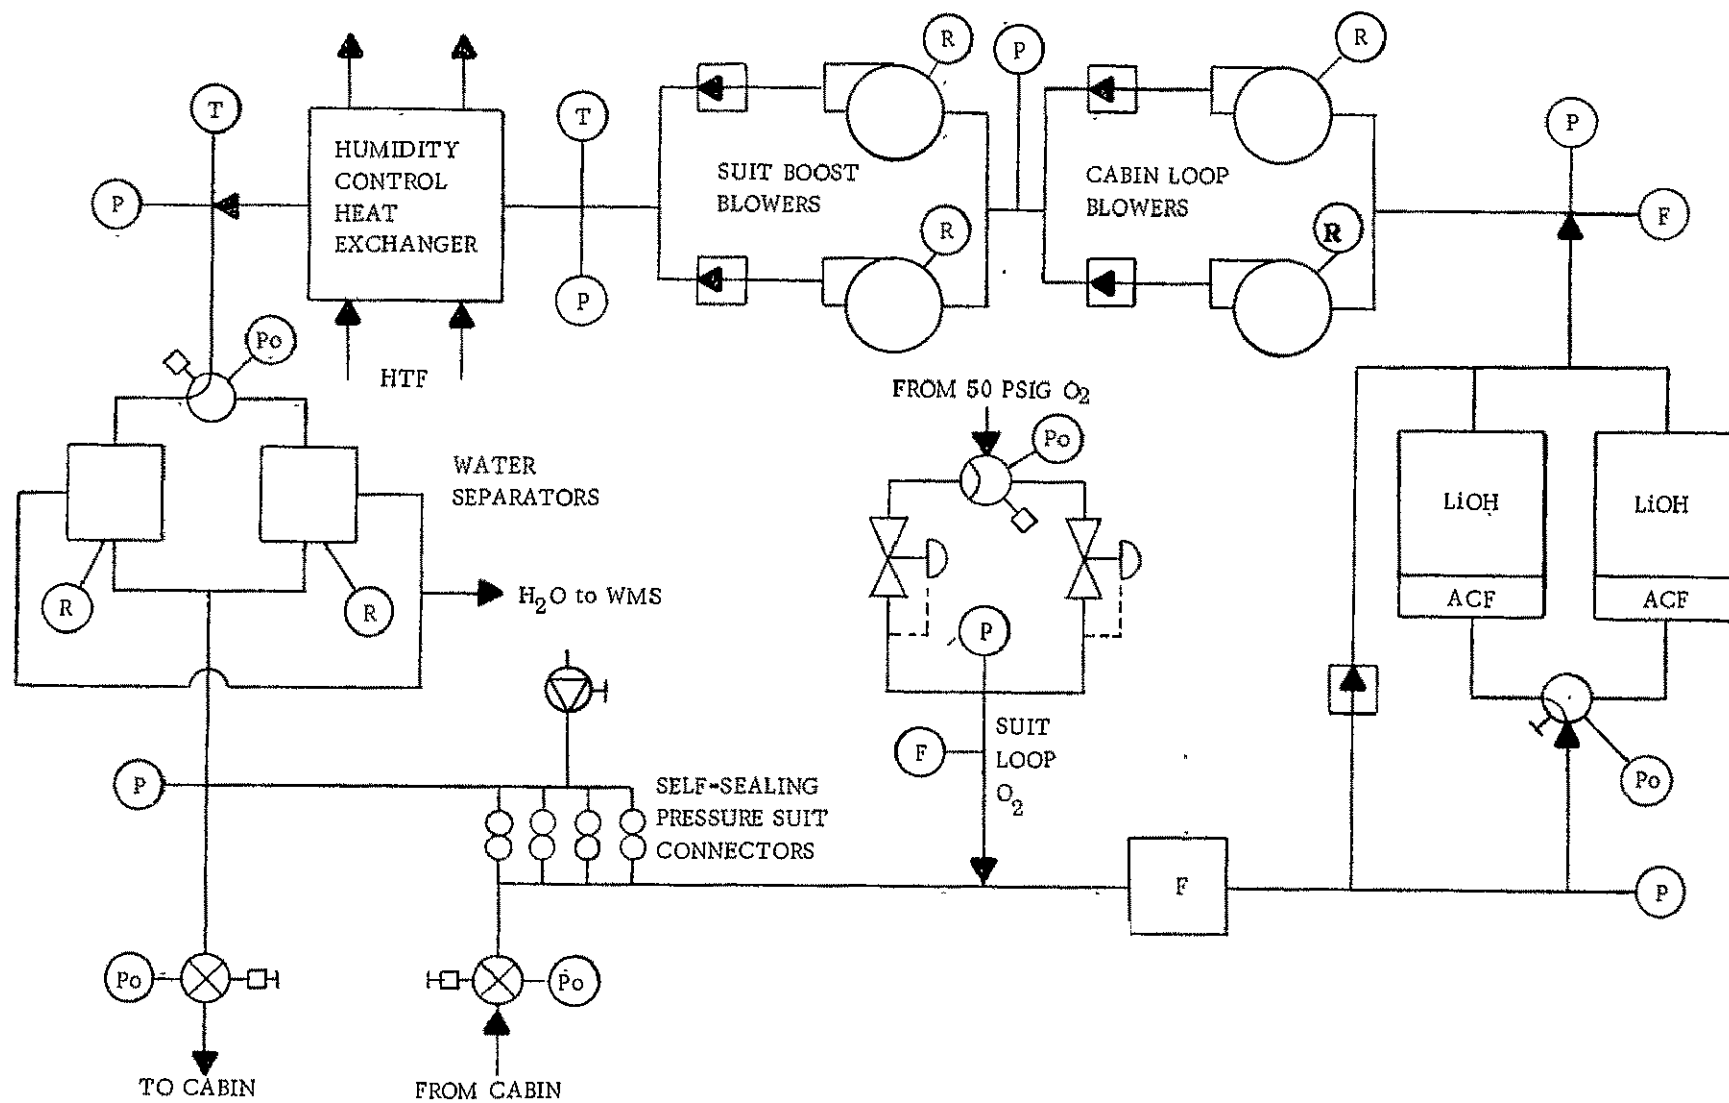 R
P
R
T
T
P
HUMIDITY
CONTROL
HEAT
EXCHANGER
SUIT BOOST
BLOWERS
CABIN LOOP
BLOWERS
P
F
R
R
P
Po
HTF
FROM 50 PSIG O2
Po
WATER
SEPARATORS
LiOH
LiOH
ACF
ACF
R
R
H2O to WMS
P
SUIT
LOOP
O2
F
P
Po
SELF-SEALING
PRESSURE SUIT
CONNECTORS
F
P
Po
Po
TO CABIN
FROM CABIN